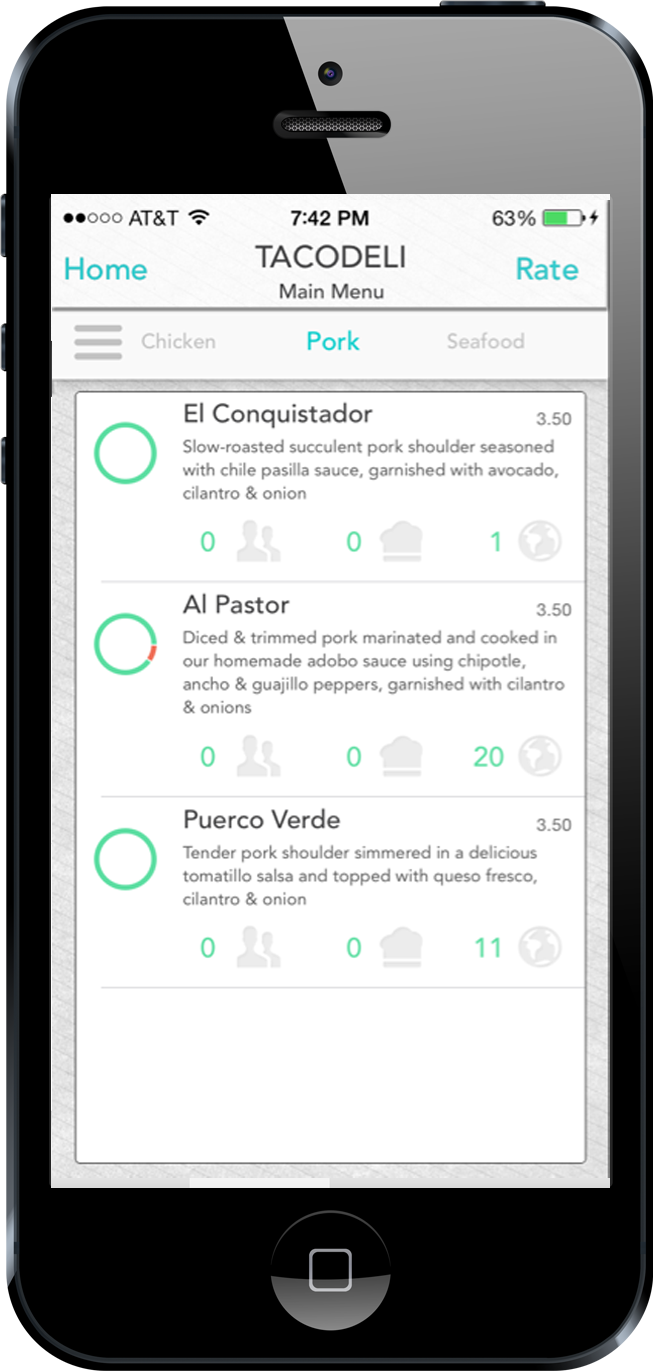 AT&T 7:42 PM 63%
Home TACODELI Rate
Main Menu
Chicken Pork Seafood
El Conquistador 3.50
Slow-roasted succulent pork shoulder seasoned
with chile pasilla sauce, garnished with avocado,
cilantro & onion
0 0 1
Al Pastor 3.50
Diced & trimmed pork marinated and cooked in
our homemade adobo sauce using chipotle,
ancho & guajillo peppers, garnished with cilantro
& onions
0 0 20
Puerco Verde 3.50
Tender pork shoulder simmered in a delicious
tomatillo salsa and topped with queso fresco,
cilantro & onion
0 0 11